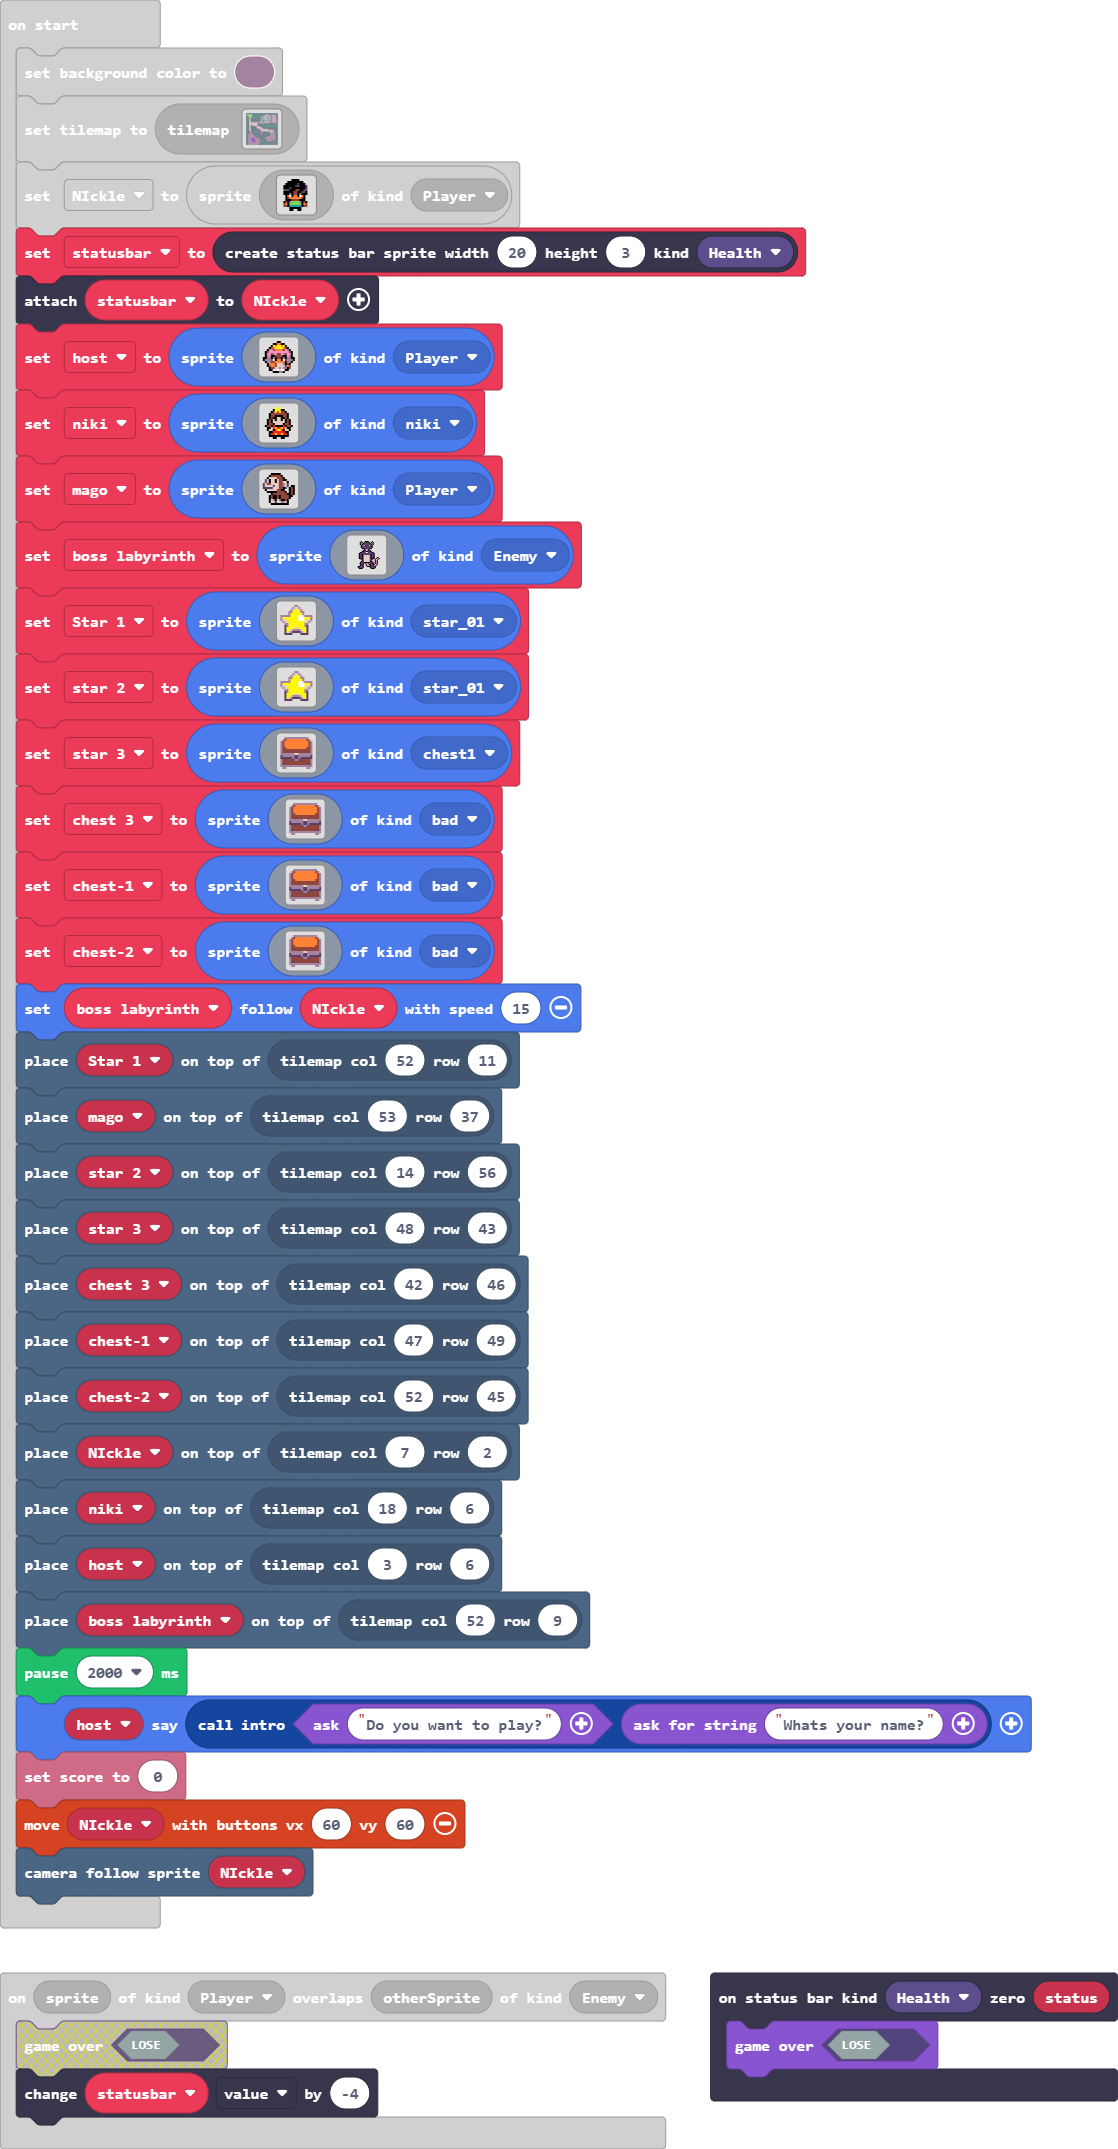 on start
set background color to
set tilemap to tilemap
set NIckle to sprite of kind Player
set statusbar to create status bar sprite width 20 height 3 kind Health
attach statusbar to NIckle
set host to sprite of kind Player
set niki to sprite of kind niki
set mago to sprite of kind Player
set boss labyrinth to sprite of kind Enemy
set Star 1 to sprite of kind star_01
set star 2 to sprite of kind star_01
set star 3 to sprite of kind chest1
set chest 3 to sprite of kind bad
set chest-1 to sprite of kind bad
set chest-2 to sprite of kind bad
set boss labyrinth follow NIckle with speed 15
place Star 1 on top of tilemap col 52 row 11
place mago on top of tilemap col 53 row 37
place star 2 on top of tilemap col 14 row 56
place star 3 on top of tilemap col 48 row 43
place chest 3 on top of tilemap col 42 row 46
place chest-1 on top of tilemap col 47 row 49
place chest-2 on top of tilemap col 52 row 45
place NIckle on top of tilemap col 7 row 2
place niki on top of tilemap col 18 row 6
place host on top of tilemap col 3 row 6
place boss labyrinth on top of tilemap col 52 row 9
pause 2000 ms
host say call intro ask "Do you want to play?" ask for string "Whats your name?"
set score to 0
move NIckle with buttons vx 60 vy 60
camera follow sprite NIckle
on sprite of kind Player overlaps otherSprite of kind Enemy
game over LOSE
change statusbar value by -4
on status bar kind Health zero status
game over LOSE